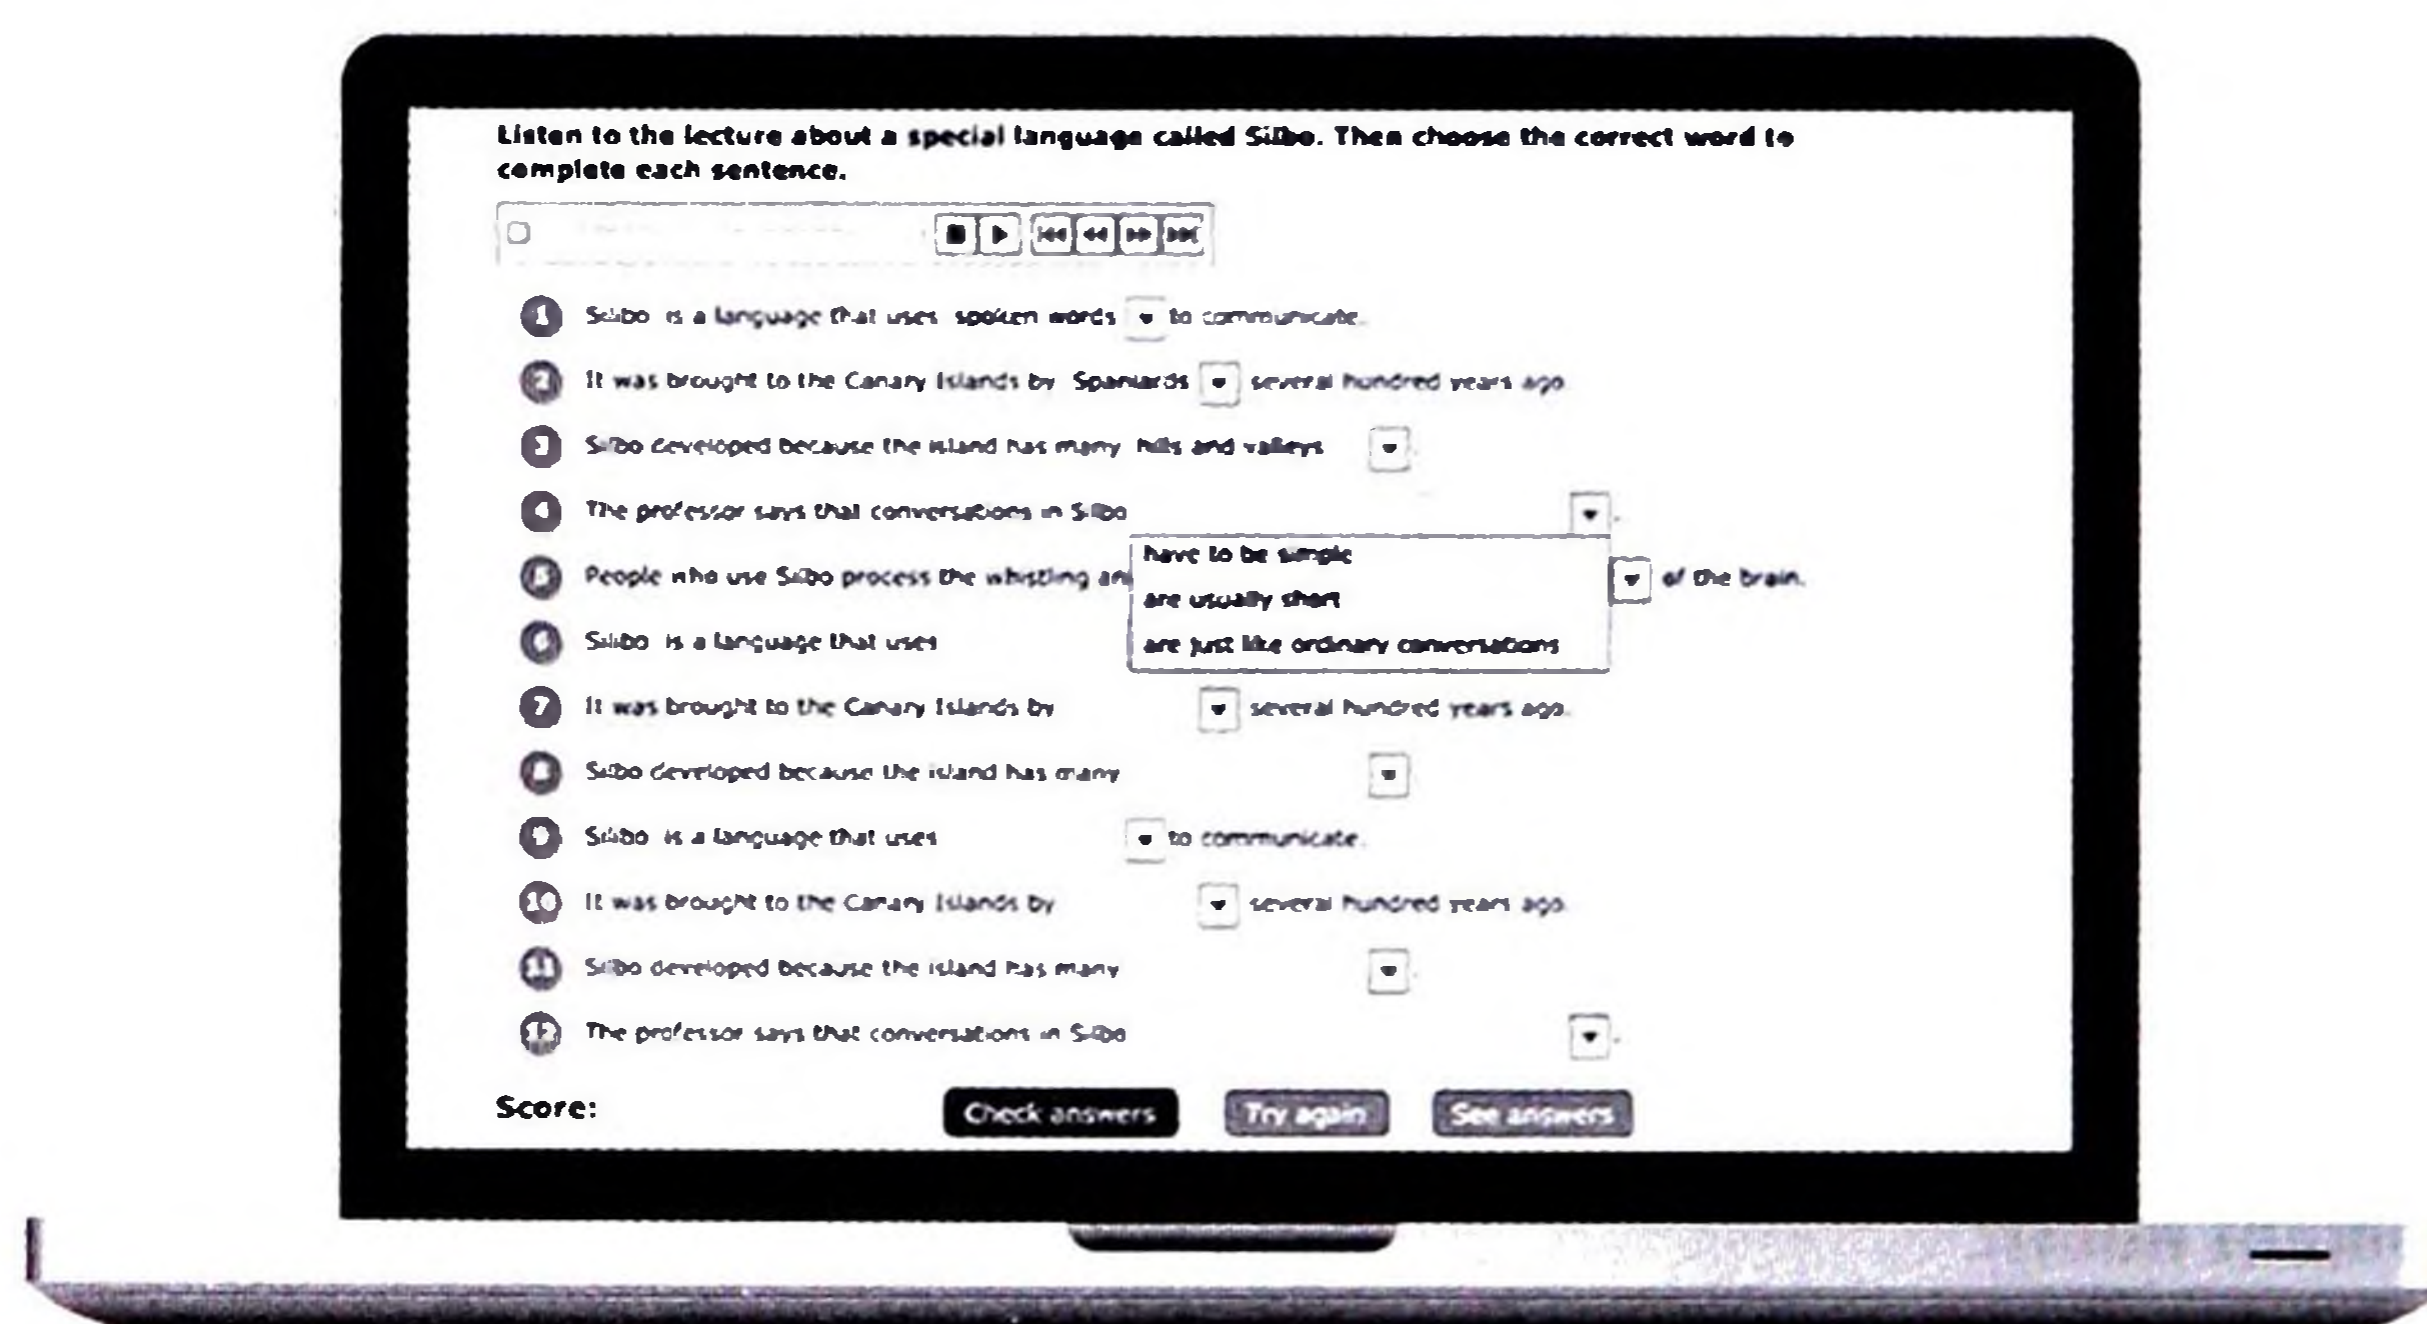 Listen to the lecture about a special language called Silbo. Then choose the correct word to
complete each sentence.
1 Silbo is a language that uses spoken words to communicate.
2 It was brought to the Canary Islands by Spaniards several hundred years ago.
3 Silbo developed because the island has many hills and valleys.
4 The professor says that conversations in Silbo .
have to be simple
are usually short
are just like ordinary conversations
5 People who use Silbo process the whistling an of the brain.
6 Silbo is a language that uses
7 It was brought to the Canary Islands by several hundred years ago.
8 Silbo developed because the island has many
9 Silbo is a language that uses to communicate.
10 It was brought to the Canary Islands by several hundred years ago.
11 Silbo developed because the island has many .
12 The professor says that conversations in Silbo .
Score: Check answers Try again See answers